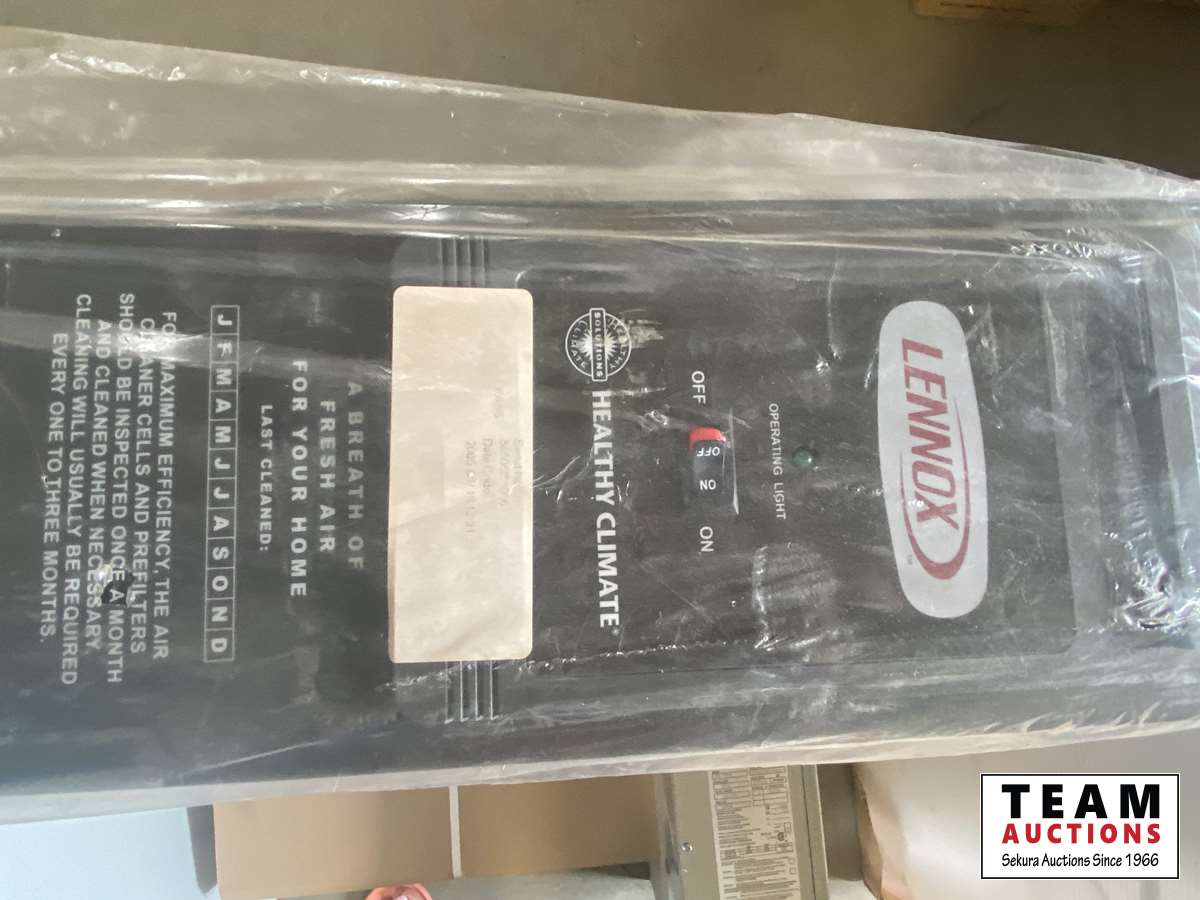 LENNOX
OPERATING LIGHT
OFF
ON
OFF
ON
HEALTHY CLIMATE®
SOLUTIONS
A BREATH OF
FRESH AIR
FOR YOUR HOME
LAST CLEANED:
J F M A M J J A S O N D
FOR MAXIMUM EFFICIENCY, THE AIR
CLEANER CELLS AND PREFILTERS
SHOULD BE INSPECTED ONCE A MONTH
AND CLEANED WHEN NECESSARY.
CLEANING WILL USUALLY BE REQUIRED
EVERY ONE TO THREE MONTHS.
TEAM
AUCTIONS
Sekura Auctions Since 1966